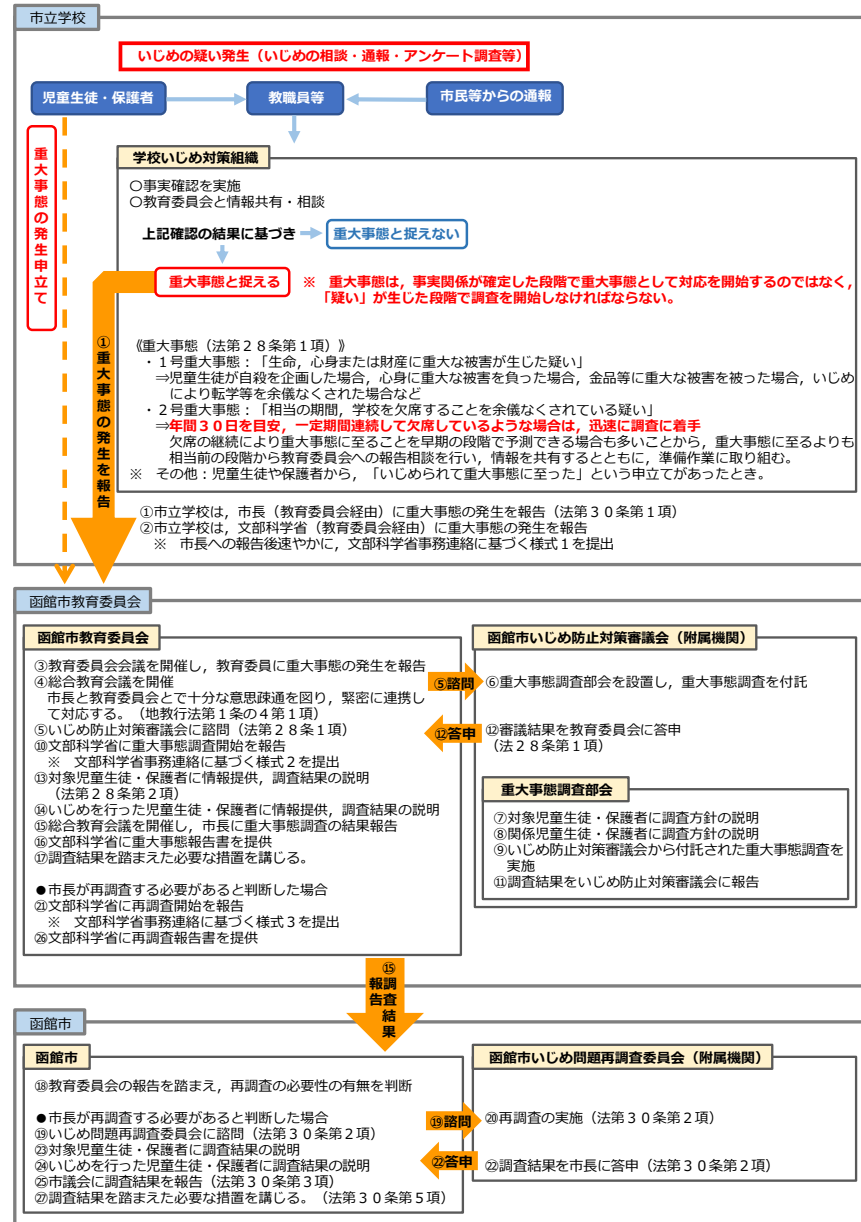 市立学校
いじめの疑い発生（いじめの相談・通報・アンケート調査等）
児童生徒・保護者
教職員等
市民等からの通報
重大事態の発生申立て
学校いじめ対策組織
〇事実確認を実施
〇教育委員会と情報共有・相談
上記確認の結果に基づき
重大事態と捉えない
重大事態と捉える
※　重大事態は，事実関係が確定した段階で重大事態として対応を開始するのではなく，
「疑い」が生じた段階で調査を開始しなければならない。
①重大事態の発生を報告
《重大事態（法第２８条第１項）》
・１号重大事態：「生命，心身または財産に重大な被害が生じた疑い」
⇒児童生徒が自殺を企画した場合，心身に重大な被害を負った場合，金品等に重大な被害を被った場合，いじめ
により転学等を余儀なくされた場合など
・２号重大事態：「相当の期間，学校を欠席することを余儀なくされている疑い」
⇒年間３０日を目安，一定期間連続して欠席しているような場合は，迅速に調査に着手
欠席の継続により重大事態に至ることを早期の段階で予測できる場合も多いことから，重大事態に至るよりも
相当前の段階から教育委員会への報告相談を行い，情報を共有するとともに，準備作業に取り組む。
※　その他：児童生徒や保護者から，「いじめられて重大事態に至った」という申立てがあったとき。
①市立学校は，市長（教育委員会経由）に重大事態の発生を報告（法第３０条第１項）
②市立学校は，文部科学省（教育委員会経由）に重大事態の発生を報告
※　市長への報告後速やかに，文部科学省事務連絡に基づく様式１を提出
函館市教育委員会
函館市教育委員会
③教育委員会会議を開催し，教育委員に重大事態の発生を報告
④総合教育会議を開催
市長と教育委員会とで十分な意思疎通を図り，緊密に連携し
て対応する。（地教行法第１条の４第１項）
⑤いじめ防止対策審議会に諮問（法第２８条１項）
⑩文部科学省に重大事態調査開始を報告
※　文部科学省事務連絡に基づく様式２を提出
⑬対象児童生徒・保護者に情報提供，調査結果の説明
（法第２８条第２項）
⑭いじめを行った児童生徒・保護者に情報提供，調査結果の説明
⑮総合教育会議を開催し，市長に重大事態調査の結果報告
⑯文部科学省に重大事態報告書を提供
⑰調査結果を踏まえた必要な措置を講じる。
●市長が再調査する必要があると判断した場合
㉑文部科学省に再調査開始を報告
※　文部科学省事務連絡に基づく様式３を提出
㉖文部科学省に再調査報告書を提供
⑤諮問
⑫答申
函館市いじめ防止対策審議会（附属機関）
⑥重大事態調査部会を設置し，重大事態調査を付託
⑫審議結果を教育委員会に答申
（法２８条第１項）
重大事態調査部会
⑦対象児童生徒・保護者に調査方針の説明
⑧関係児童生徒・保護者に調査方針の説明
⑨いじめ防止対策審議会から付託された重大事態調査を
実施
⑪調査結果をいじめ防止対策審議会に報告
⑮調査結果報告
函館市
函館市
⑱教育委員会の報告を踏まえ，再調査の必要性の有無を判断
●市長が再調査する必要があると判断した場合
⑲いじめ問題再調査委員会に諮問（法第３０条第２項）
㉓対象児童生徒・保護者に調査結果の説明
㉔いじめを行った児童生徒・保護者に調査結果の説明
㉕市議会に調査結果を報告（法第３０条第３項）
㉗調査結果を踏まえた必要な措置を講じる。（法第３０条第５項）
⑲諮問
㉒答申
函館市いじめ問題再調査委員会（附属機関）
⑳再調査の実施（法第３０条第２項）
㉒調査結果を市長に答申（法第３０条第２項）